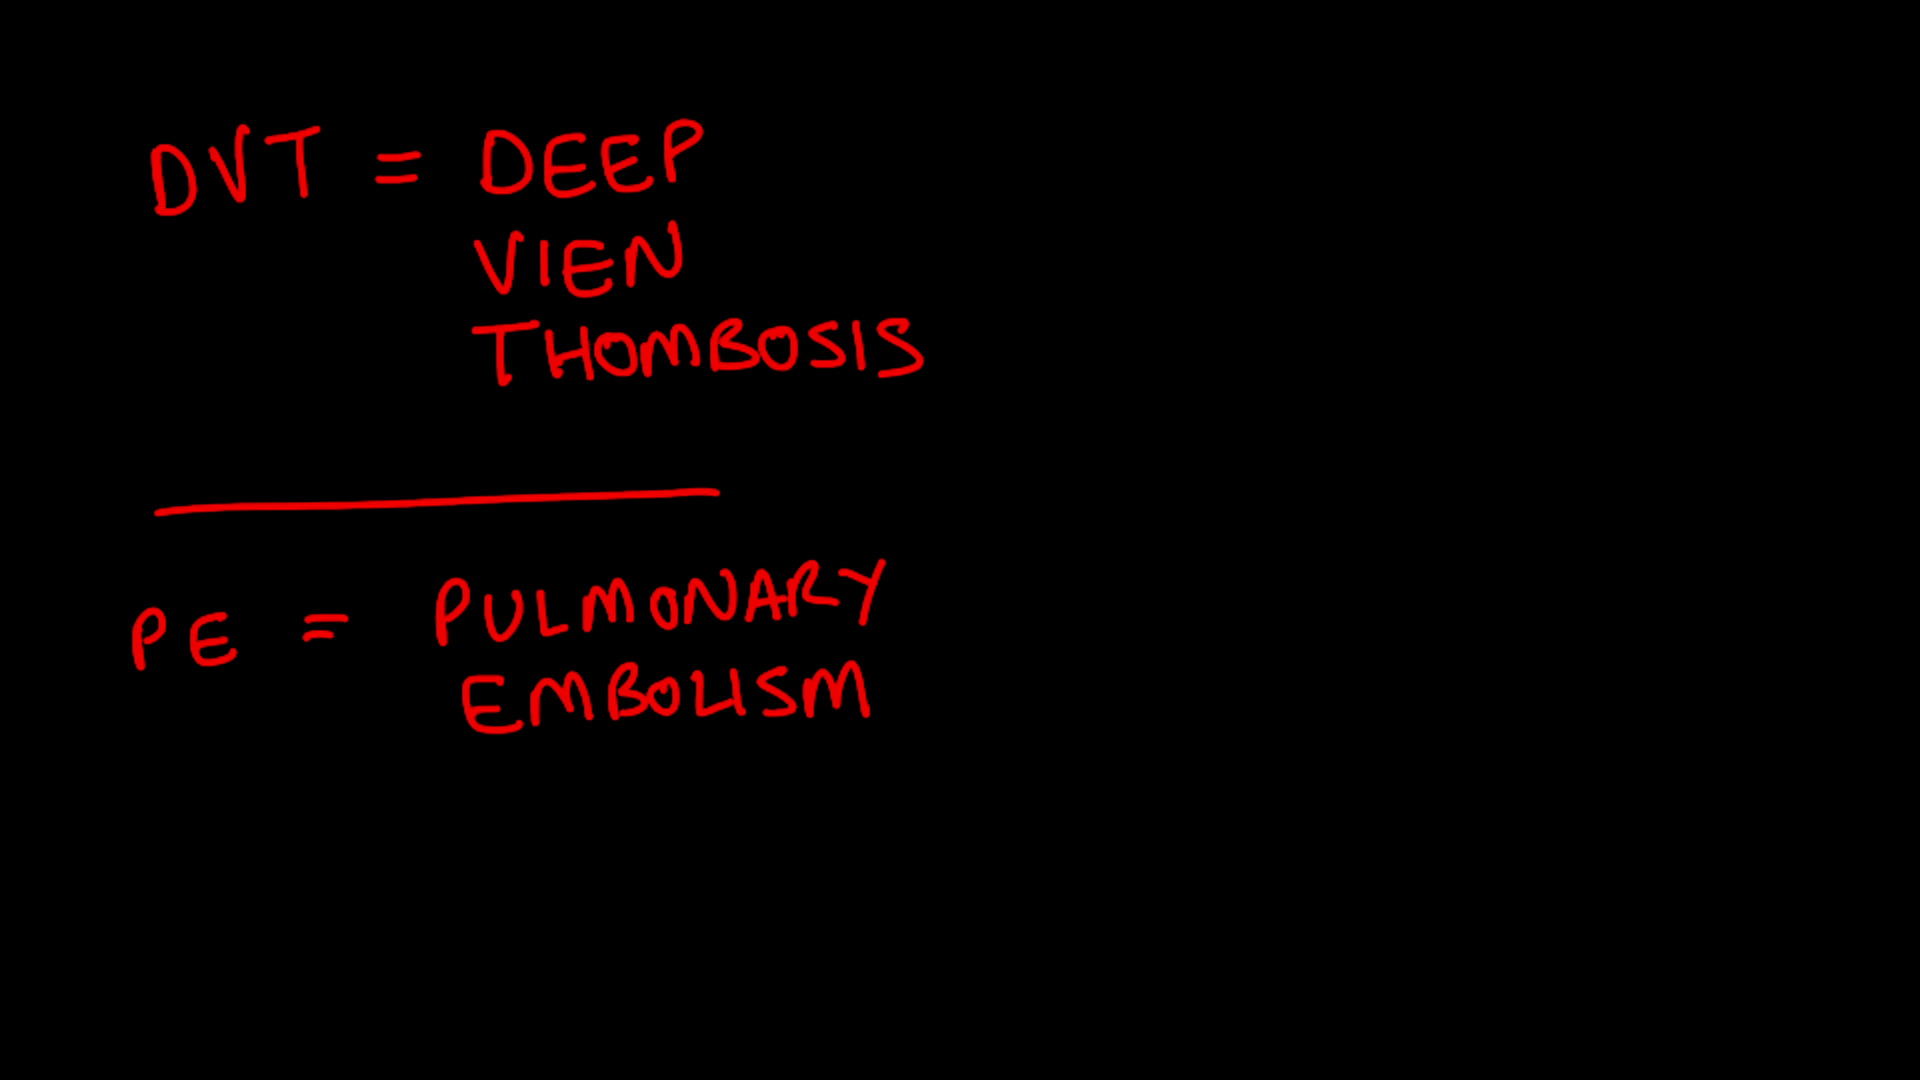 DVT = DEEP
VIEN
THOMBOSIS
PE = PULMONARY
EMBOLISM